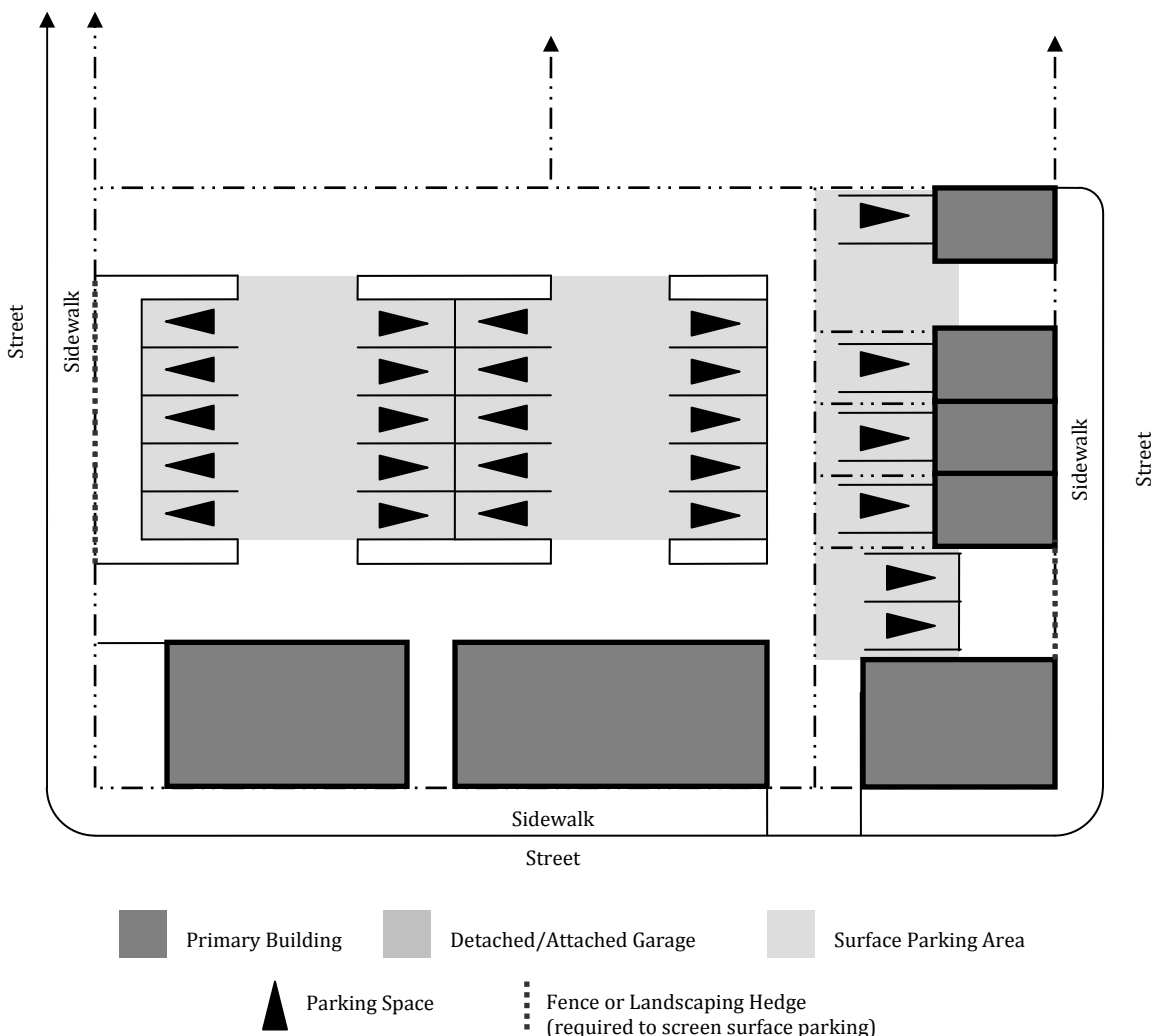 Street
Sidewalk
Sidewalk
Street
Sidewalk
Street
Primary Building
Detached/Attached Garage
Surface Parking Area
Parking Space
Fence or Landscaping Hedge
(required to screen surface parking)